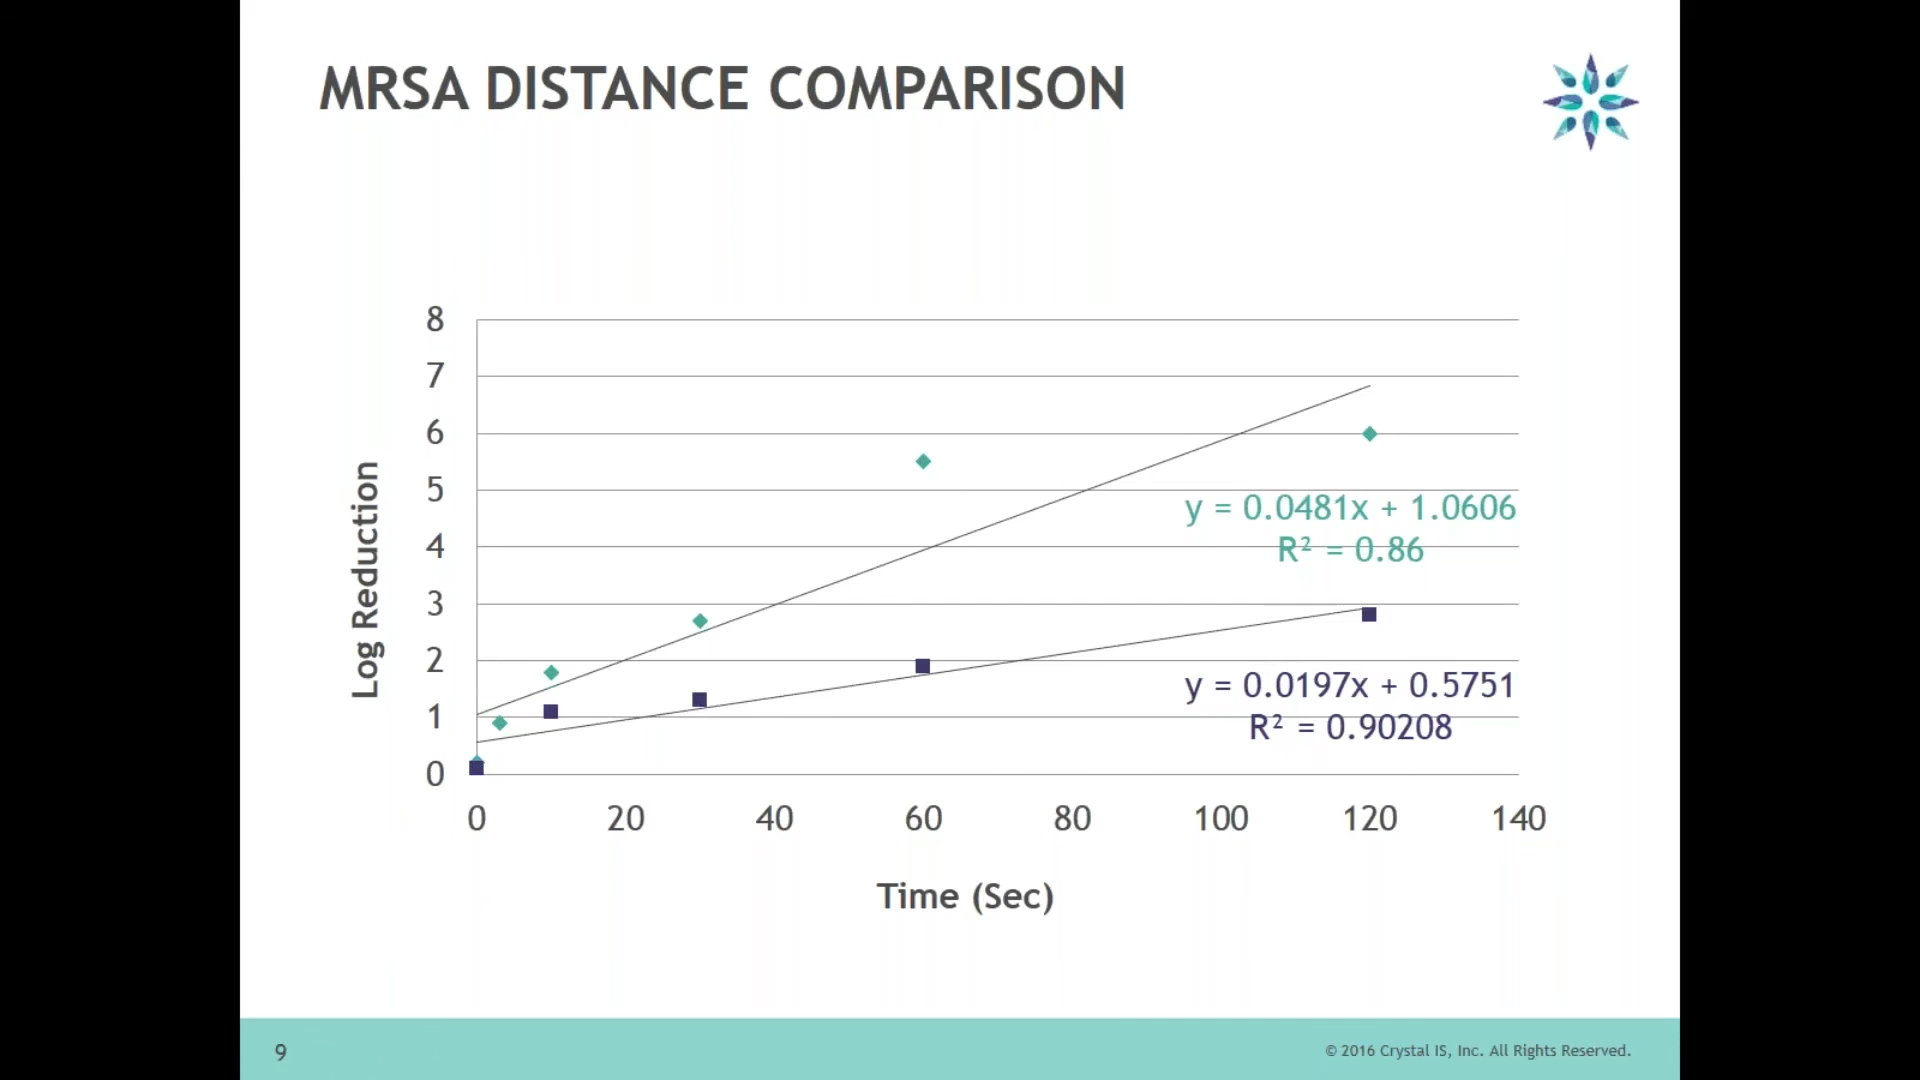 MRSA DISTANCE COMPARISON
8
7
6
5
4
3
2
1
0
Log Reduction
y = 0.0481x + 1.0606
R² = 0.86
y = 0.0197x + 0.5751
R² = 0.90208
0 20 40 60 80 100 120 140
Time (Sec)
9
© 2016 Crystal IS, Inc. All Rights Reserved.